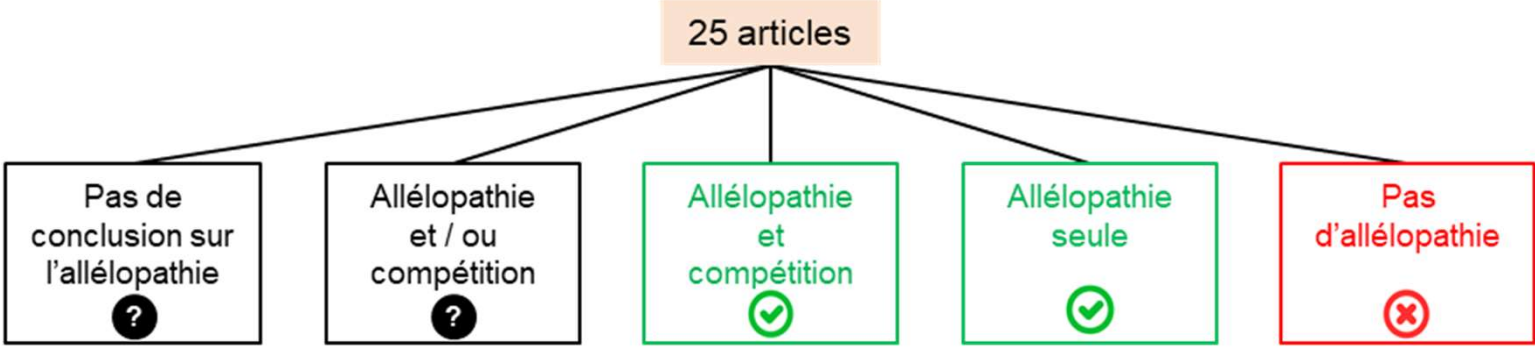 25 articles
Pas de
conclusion sur
l’allélopathie
?
Allélopathie
et / ou
compétition
?
Allélopathie
et
compétition
Allélopathie
seule
Pas
d’allélopathie